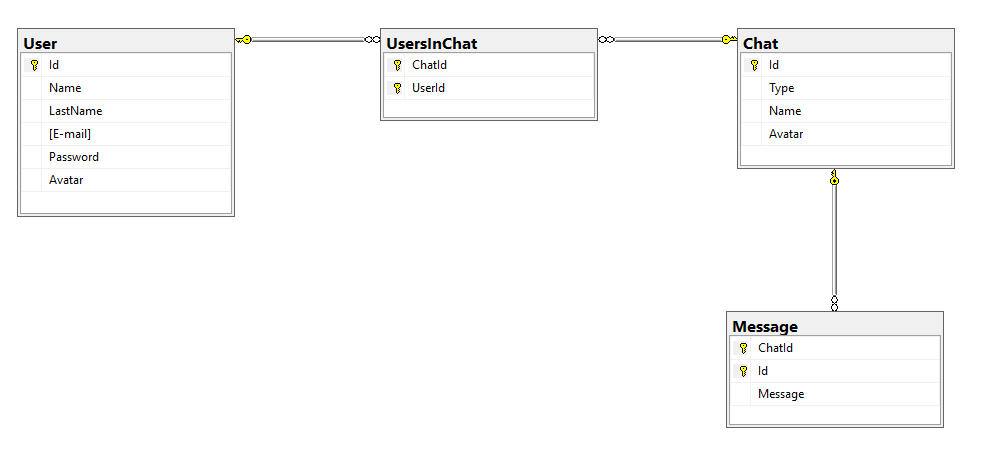 User
Id
Name
LastName
[E-mail]
Password
Avatar
UsersInChat
ChatId
UserId
Chat
Id
Type
Name
Avatar
Message
ChatId
Id
Message